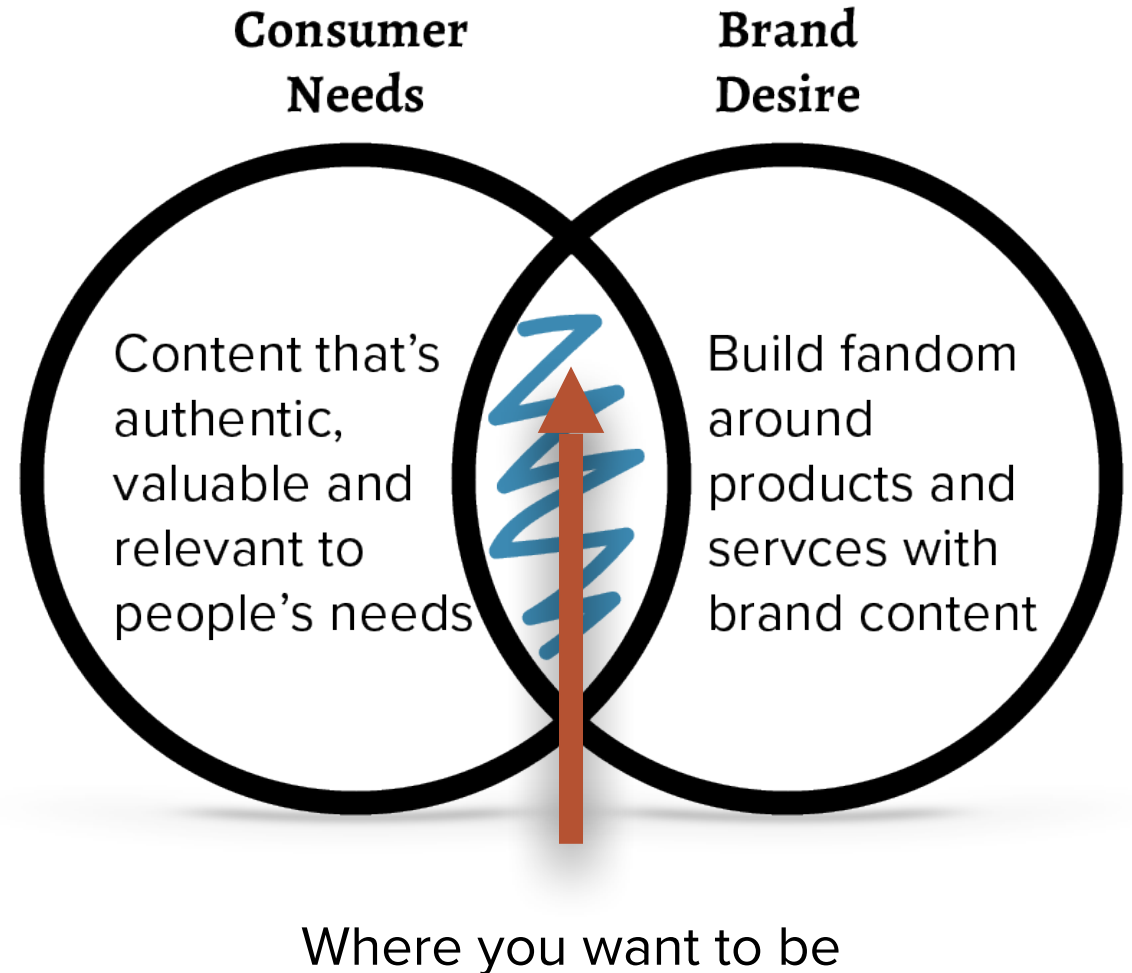 Consumer
Needs
Brand
Desire
Content that's
authentic,
valuable and
relevant to
people's needs
Build fandom
around
products and
servces with
brand content
Where you want to be